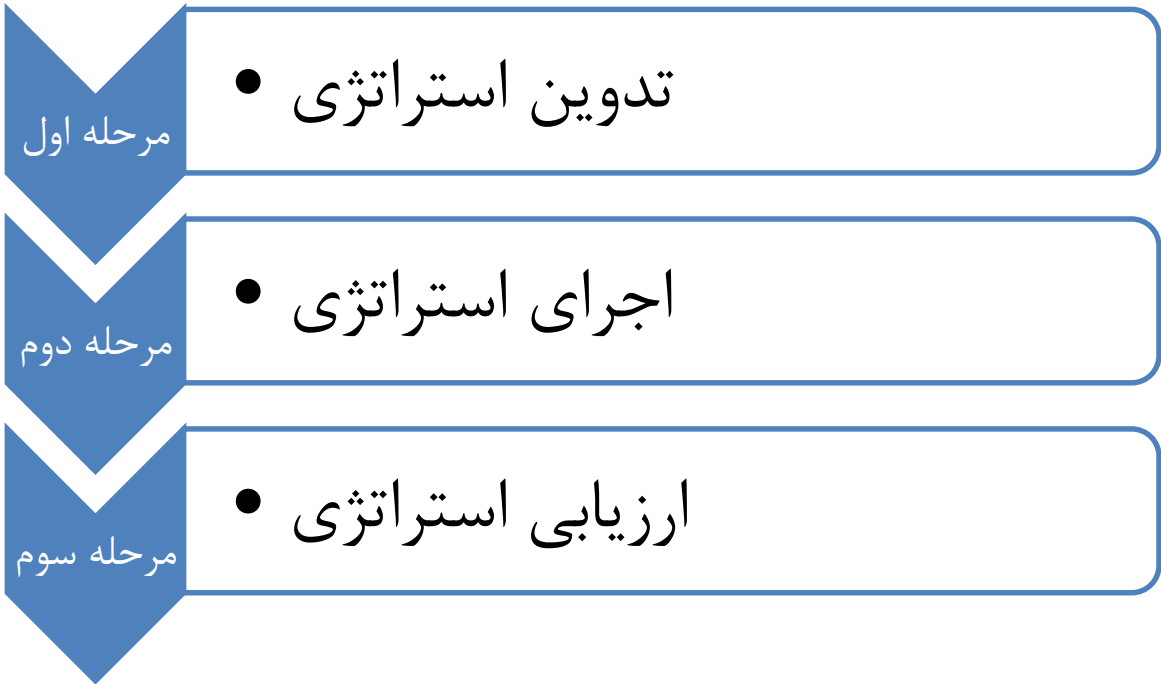 مرحله اول
• تدوین استراتژی
مرحله دوم
• اجرای استراتژی
مرحله سوم
• ارزیابی استراتژی